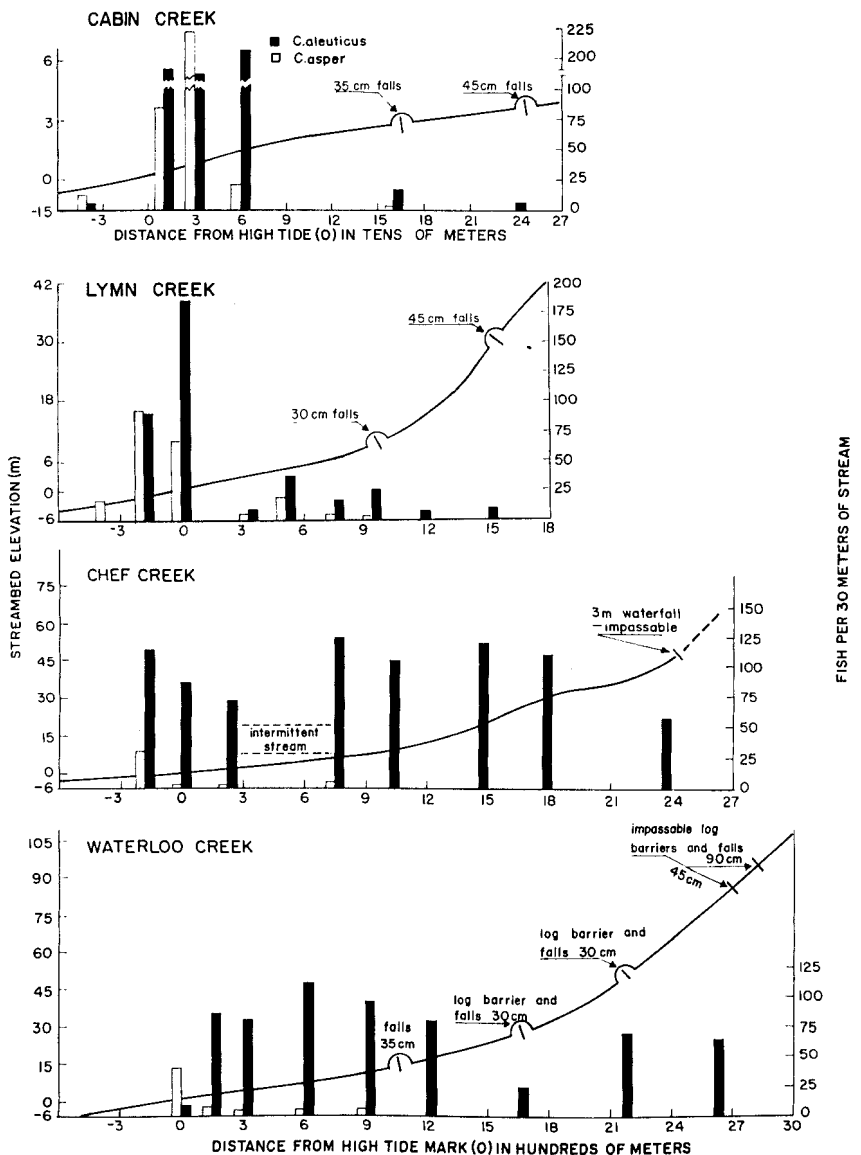 CABIN CREEK
C.aleuticus
C.asper
35cm falls
45cm falls
6
3
0
-15
225
200
100
75
50
25
0
-3 0 3 6 9 12 15 18 21 24 27
DISTANCE FROM HIGH TIDE (0) IN TENS OF METERS
LYMN CREEK
45cm falls
30cm falls
42
30
18
6
0
-6
200
175
150
125
100
75
50
25
-3 0 3 6 9 12 15 18
STREAMBED ELEVATION (m)
FISH PER 30 METERS OF STREAM
CHEF CREEK
3m waterfall
—impassable
intermittent
stream
75
60
45
30
15
0
-6
150
125
100
75
50
25
0
-3 0 3 6 9 12 15 18 21 24 27
WATERLOO CREEK
impassable log
barriers and falls
90cm
45cm
log barrier and
falls 30cm
log barrier and
falls 30cm
falls
35cm
105
90
75
60
45
30
15
0
-6
125
100
75
50
25
0
-3 0 3 6 9 12 15 18 21 24 27 30
DISTANCE FROM HIGH TIDE MARK (0) IN HUNDREDS OF METERS